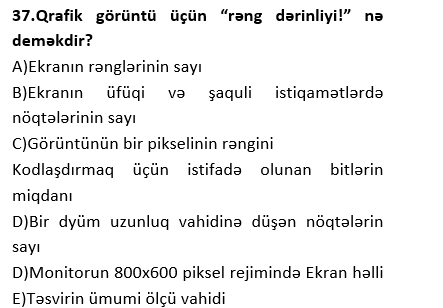 37.Qrafik görüntü üçün “rəng dərinliyi!” nə
deməkdir?
A)Ekranın rənglərinin sayı
B)Ekranın üfüqi və şaquli istiqamətlərdə
nöqtələrinin sayı
C)Görüntünün bir pikselinin rəngini
Kodlaşdırmaq üçün istifadə olunan bitlərin
miqdanı
D)Bir dyüm uzunluq vahidinə düşən nöqtələrin
sayı
D)Monitorun 800x600 piksel rejimində Ekran həlli
E)Təsvirin ümumi ölçü vahidi